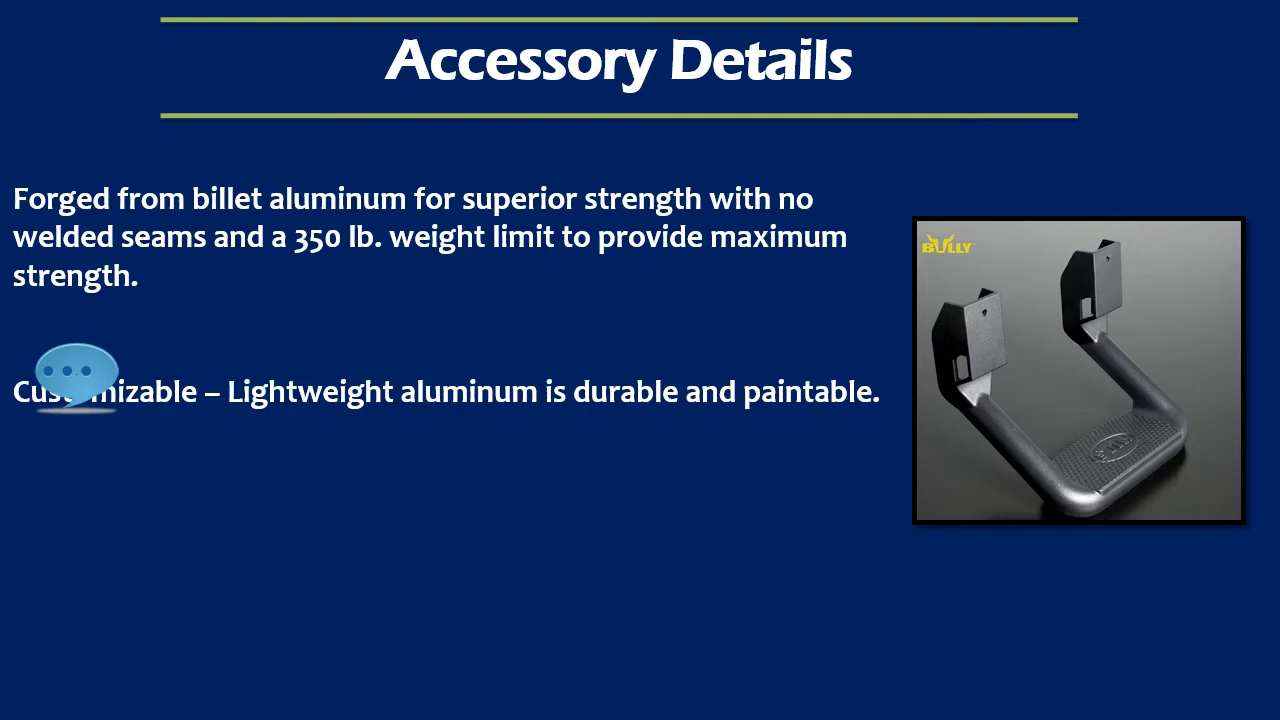 Accessory Details
Forged from billet aluminum for superior strength with no
welded seams and a 350 lb. weight limit to provide maximum
strength.
– Lightweight aluminum is durable and paintable.
BULLY